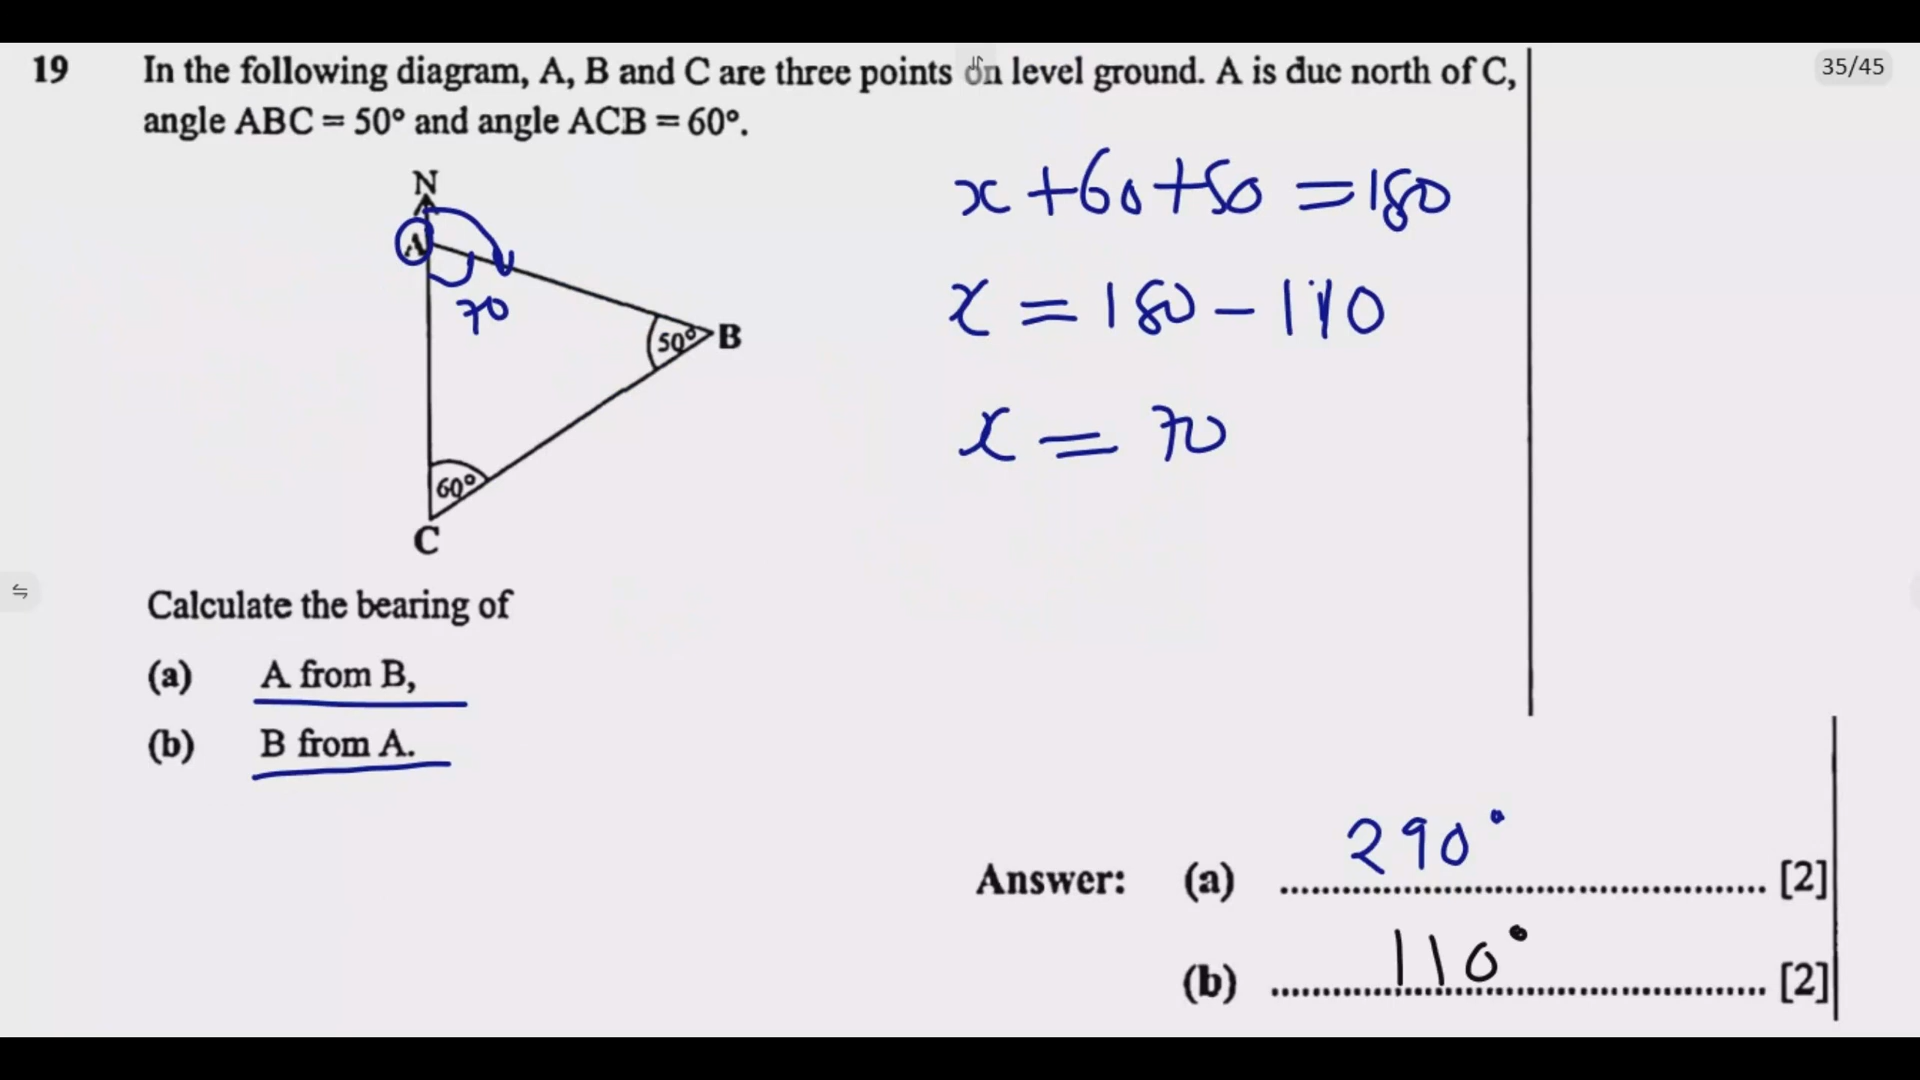 35/45
19 In the following diagram, A, B and C are three points on level ground. A is due north of C,
angle ABC = 50° and angle ACB = 60°.
N
A
70
50°
B
60°
C
x + 60 + 50 = 180
x = 180 - 110
x = 70
Calculate the bearing of
(a) A from B,
(b) B from A.
290°
Answer: (a) ............................................... [2]
110°
(b) ............................................... [2]